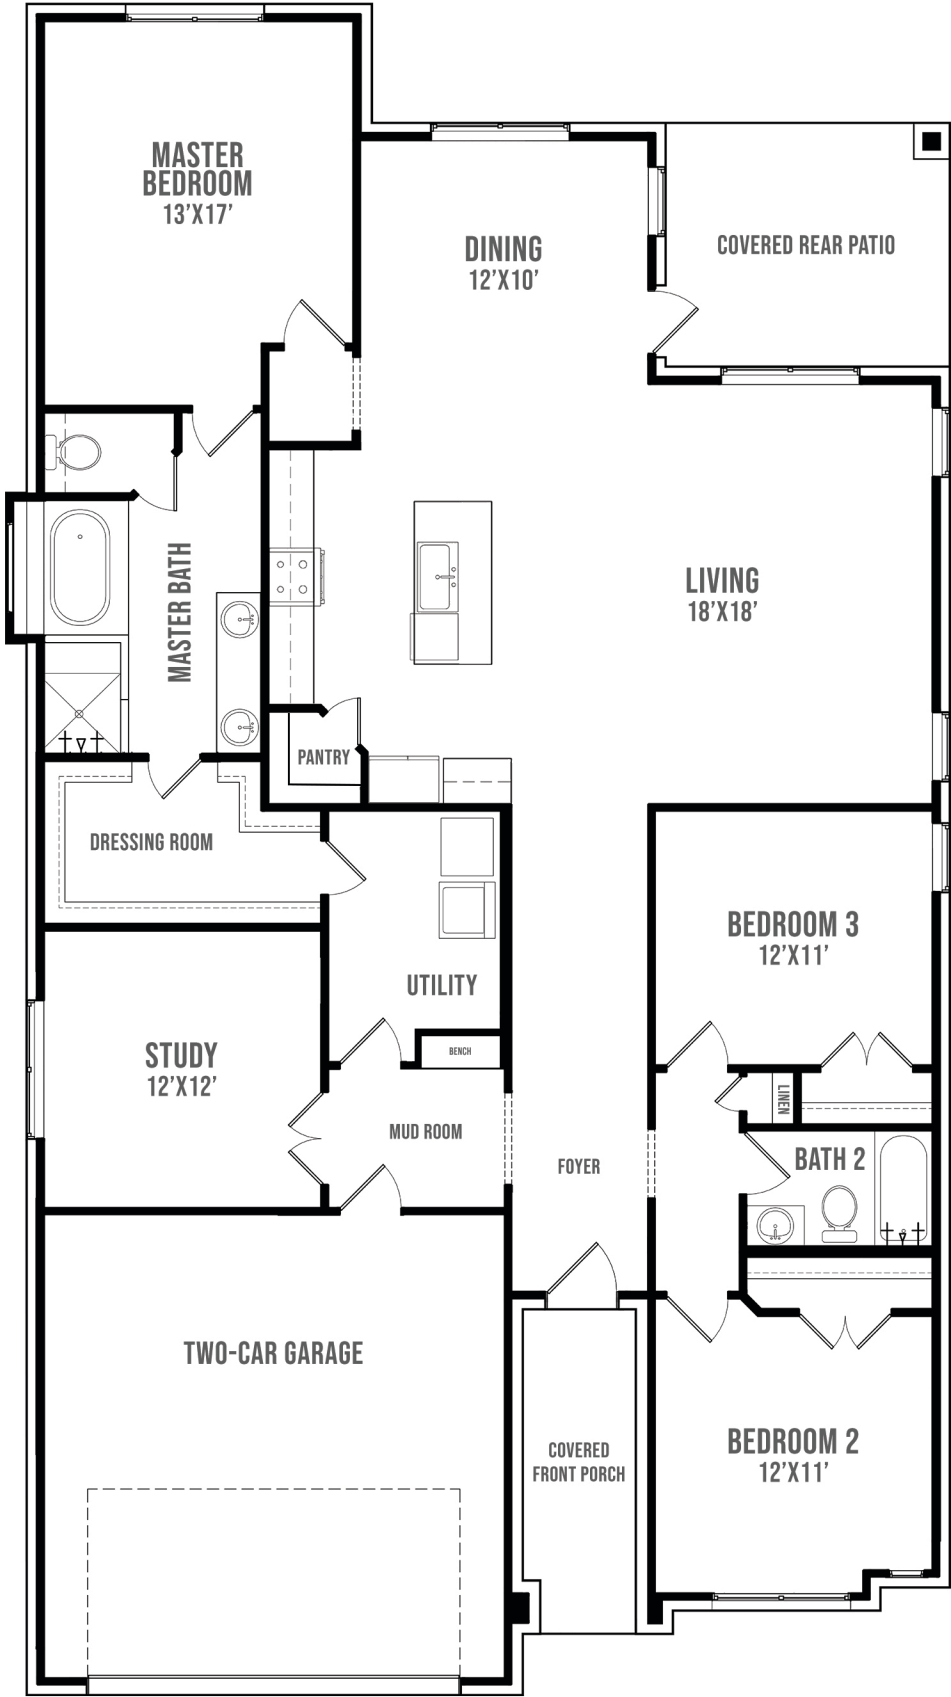 MASTER
BEDROOM
13'X17'
DINING
12'X10'
COVERED REAR PATIO
MASTER BATH
LIVING
18'X18'
PANTRY
DRESSING ROOM
BEDROOM 3
12'X11'
UTILITY
BENCH
STUDY
12'X12'
LINEN
MUD ROOM
BATH 2
FOYER
TWO-CAR GARAGE
COVERED
FRONT PORCH
BEDROOM 2
12'X11'